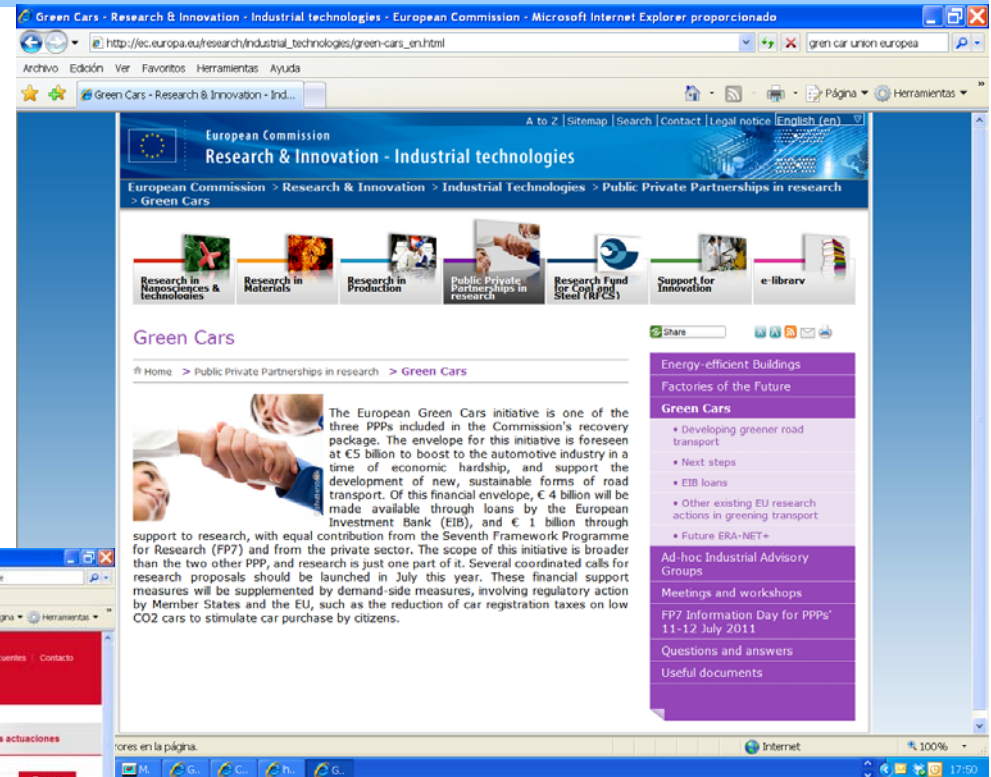 Green Cars - Research & Innovation - Industrial technologies - European Commission - Microsoft Internet Explorer proporcionado
http://ec.europa.eu/research/industrial_technologies/green-cars_en.html
gren car union europea
Archivo Edición Ver Favoritos Herramientas Ayuda
Green Cars - Research & Innovation - Ind...
Página Herramientas
A to Z | Sitemap | Search | Contact | Legal notice English (en)
European Commission
Research & Innovation - Industrial technologies
European Commission > Research & Innovation > Industrial Technologies > Public Private Partnerships in research
> Green Cars
Research in Nanosciences & technologies
Research in Materials
Research in Production
Public Private Partnerships in research
Research Fund for Coal and Steel (RFCS)
Support for Innovation
e-library
Share
Green Cars
Home > Public Private Partnerships in research > Green Cars
The European Green Cars initiative is one of the
three PPPs included in the Commission's recovery
package. The envelope for this initiative is foreseen
at €5 billion to boost to the automotive industry in a
time of economic hardship, and support the
development of new, sustainable forms of road
transport. Of this financial envelope, € 4 billion will be
made available through loans by the European
Investment Bank (EIB), and € 1 billion through
support to research, with equal contribution from the Seventh Framework Programme
for Research (FP7) and from the private sector. The scope of this initiative is broader
than the two other PPP, and research is just one part of it. Several coordinated calls for
research proposals should be launched in July this year. These financial support
measures will be supplemented by demand-side measures, involving regulatory action
by Member States and the EU, such as the reduction of car registration taxes on low
CO2 cars to stimulate car purchase by citizens.
Energy-efficient Buildings
Factories of the Future
Green Cars
• Developing greener road
transport
• Next steps
• EIB loans
• Other existing EU research
actions in greening transport
• Future ERA-NET+
Ad-hoc Industrial Advisory
Groups
Meetings and workshops
FP7 Information Day for PPPs'
11-12 July 2011
Questions and answers
Useful documents
Herramientas
Contacto
actuaciones
en la página.
Internet
100%
M. G.. C.. h.. G..
17:50